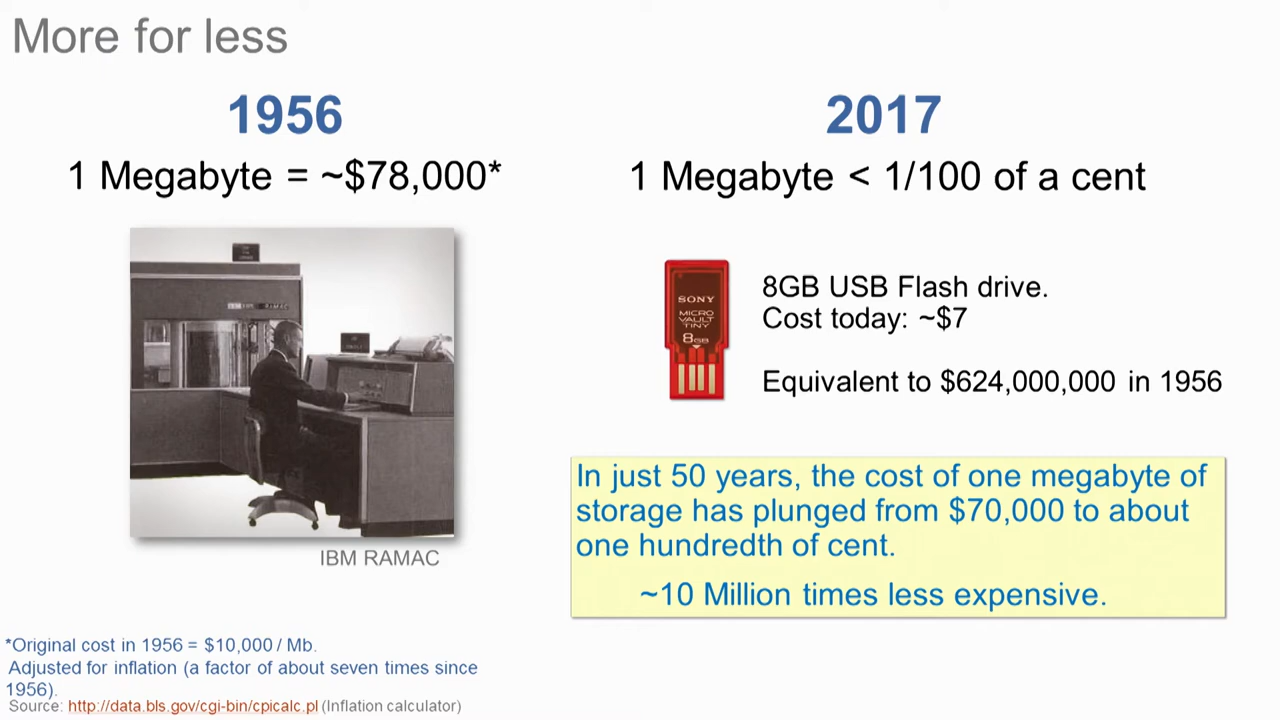 More for less
1956
1 Megabyte = ~$78,000*
IBM RAMAC
2017
1 Megabyte < 1/100 of a cent
SONY
MICRO
VAULT
TINY
8GB
8GB USB Flash drive.
Cost today: ~$7
Equivalent to $624,000,000 in 1956
In just 50 years, the cost of one megabyte of
storage has plunged from $70,000 to about
one hundredth of cent.
~10 Million times less expensive.
*Original cost in 1956 = $10,000 / Mb.
Adjusted for inflation (a factor of about seven times since
1956).
Source: http://data.bls.gov/cgi-bin/cpicalc.pl (Inflation calculator)